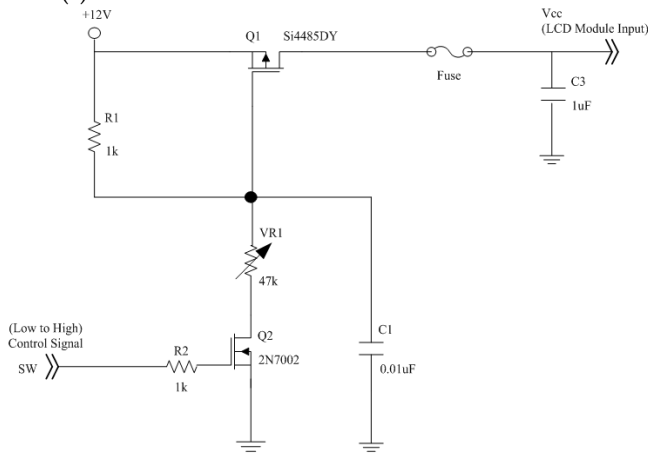 +12V
Q1
Si4485DY
Vcc
(LCD Module Input)
Fuse
C3
1uF
R1
1k
VR1
47k
(Low to High)
Control Signal
SW
R2
1k
Q2
2N7002
C1
0.01uF